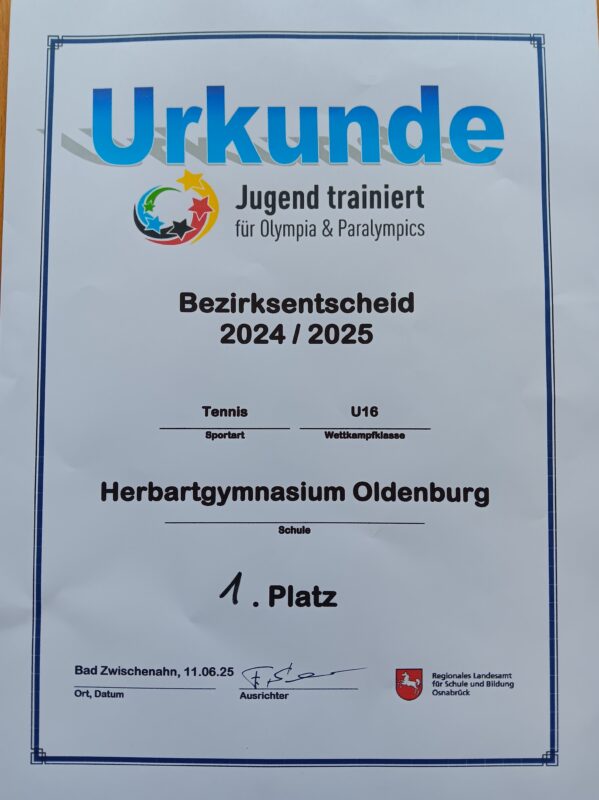 Urkunde
Jugend trainiert
für Olympia & Paralympics
Bezirksentscheid
2024 / 2025
Tennis U16
Sportart Wettkampfklasse
Herbartgymnasium Oldenburg
Schule
1. Platz
Bad Zwischenahn, 11.06.25
Ort, Datum Ausrichter
Regionales Landesamt
für Schule und Bildung
Osnabrück